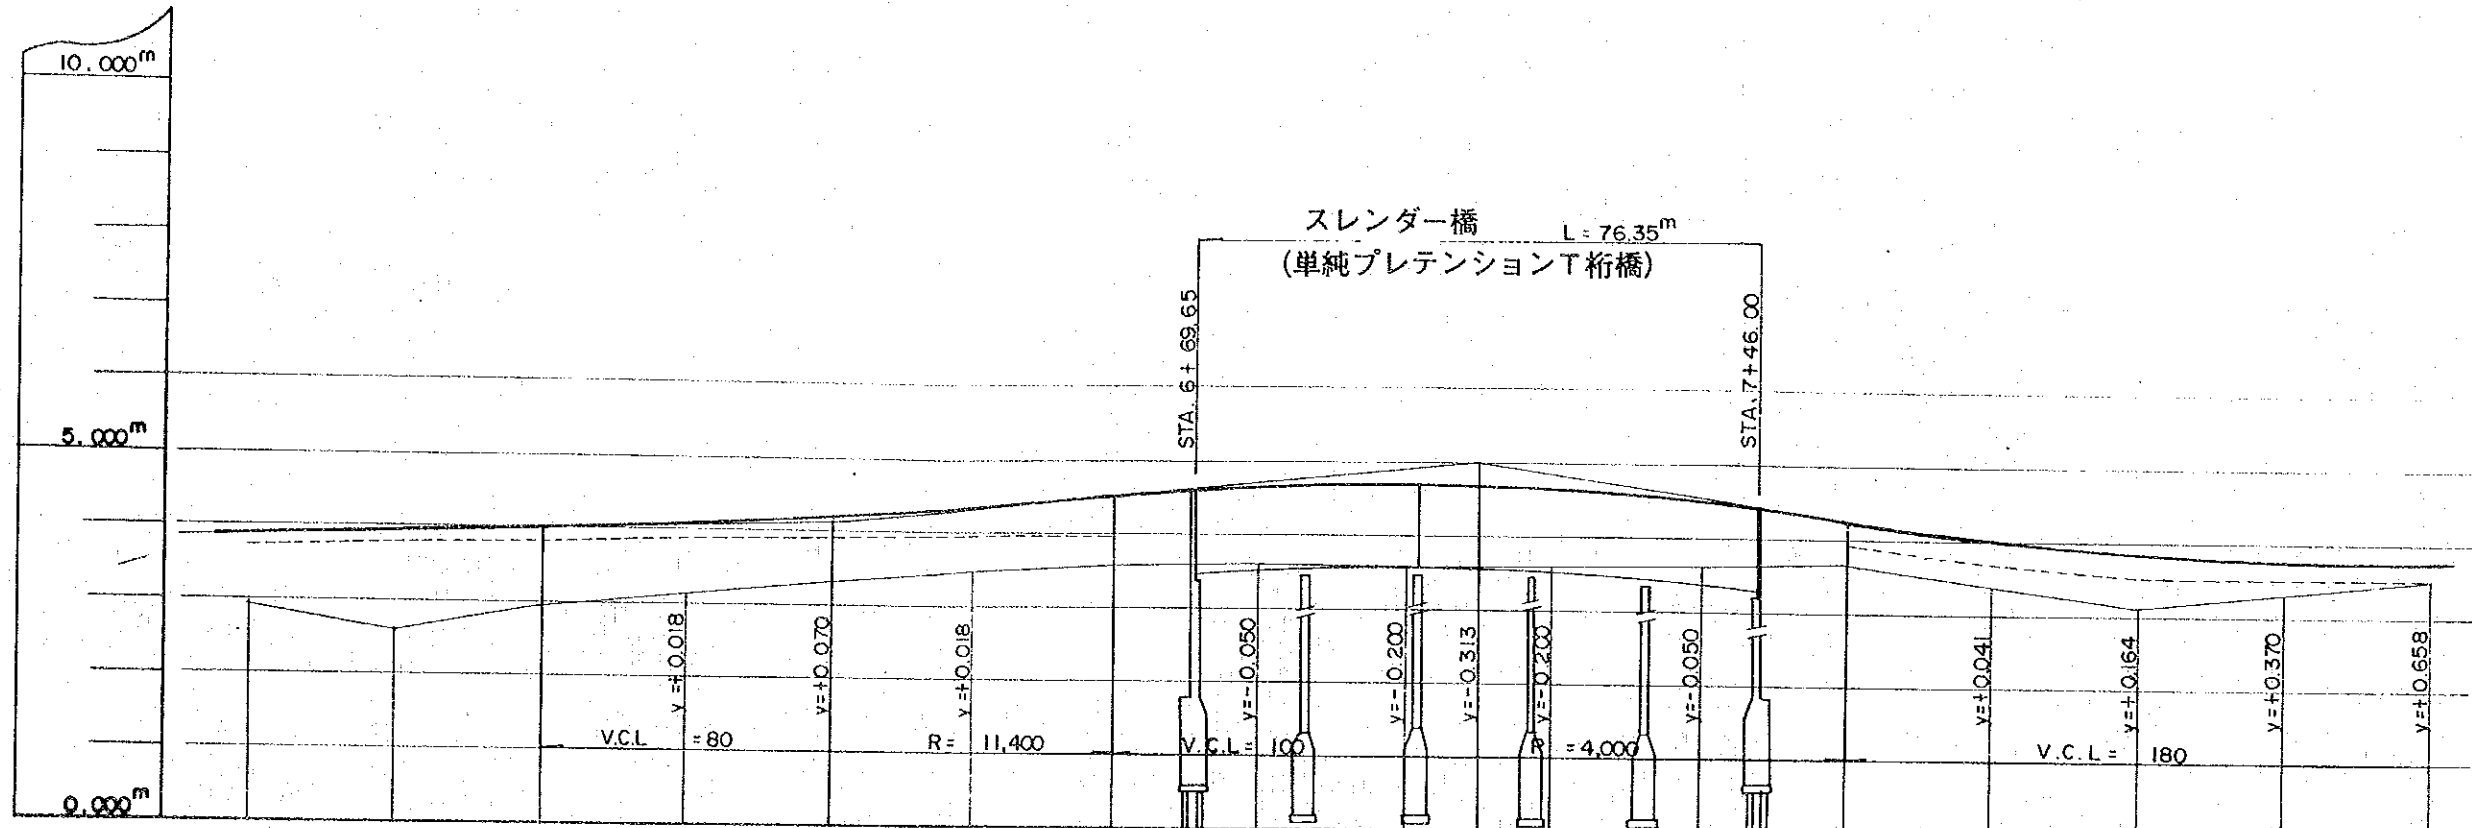 10.000m
5.000m
0.000m
スレンダー橋 L=76.35m
(単純プレテンションT桁橋)
STA. 6+69.65
STA. 7+46.00
y=+0.018
y=+0.070
y=+0.018
y=-0.050
y=-0.200
y=-0.313
y=-0.200
y=-0.050
y=+0.041
y=+0.164
y=+0.370
y=+0.658
V.C.L =80
R= 11,400
V.C.L= 100
R =4,000
V.C.L= 180